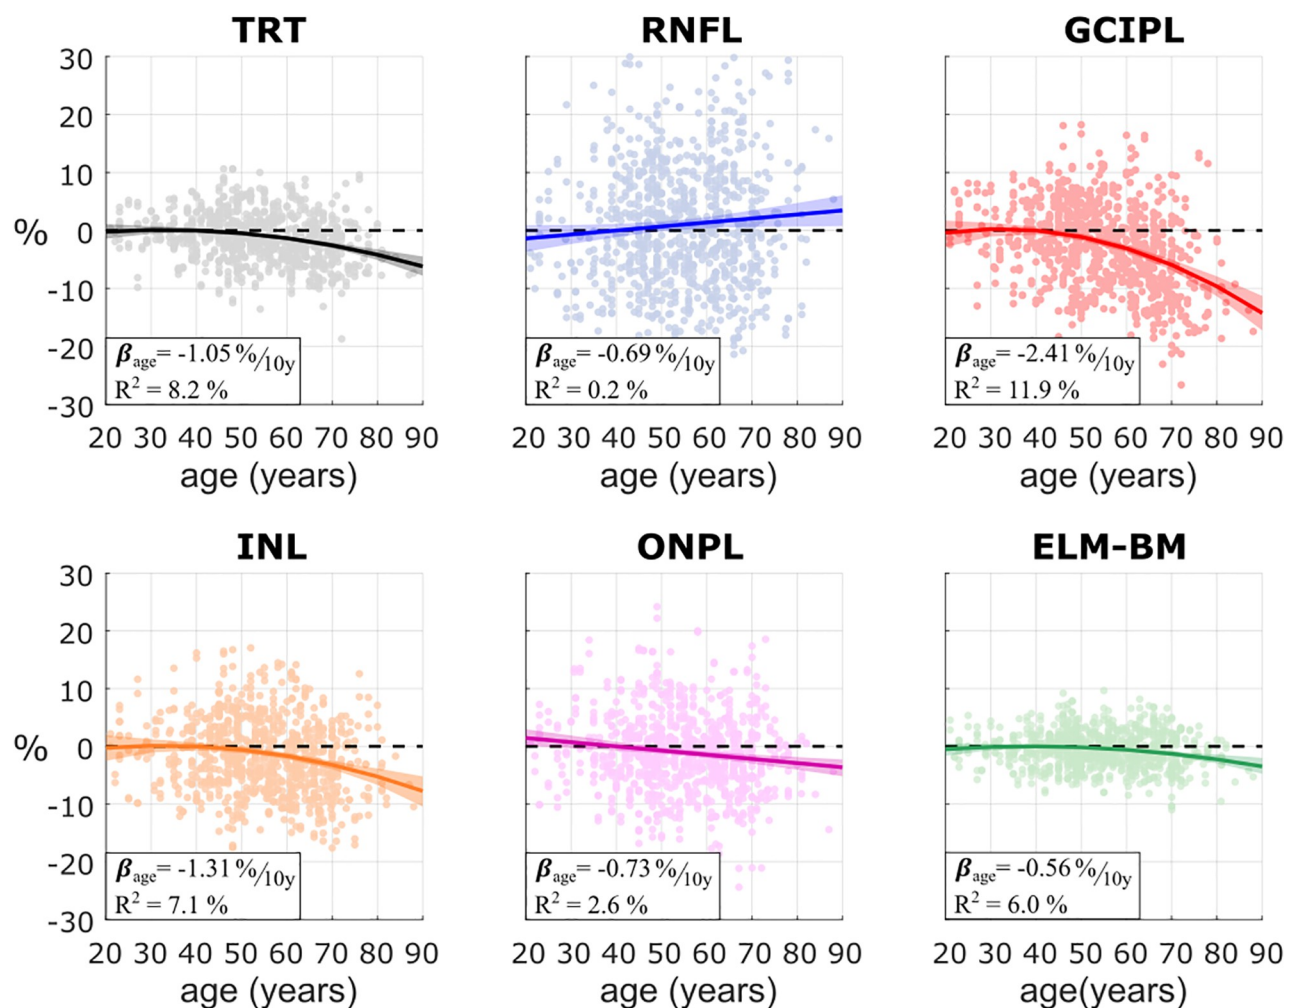 TRT
RNFL
GCIPL
30
20
10
0
-10
-20
-30
%
βage= -1.05 %/10y
R² = 8.2 %
βage= -0.69 %/10y
R² = 0.2 %
βage= -2.41 %/10y
R² = 11.9 %
20 30 40 50 60 70 80 90
20 30 40 50 60 70 80 90
20 30 40 50 60 70 80 90
age (years)
age (years)
age (years)
INL
ONPL
ELM-BM
30
20
10
0
-10
-20
-30
%
βage= -1.31 %/10y
R² = 7.1 %
βage= -0.73 %/10y
R² = 2.6 %
βage= -0.56 %/10y
R² = 6.0 %
20 30 40 50 60 70 80 90
20 30 40 50 60 70 80 90
20 30 40 50 60 70 80 90
age (years)
age (years)
age(years)